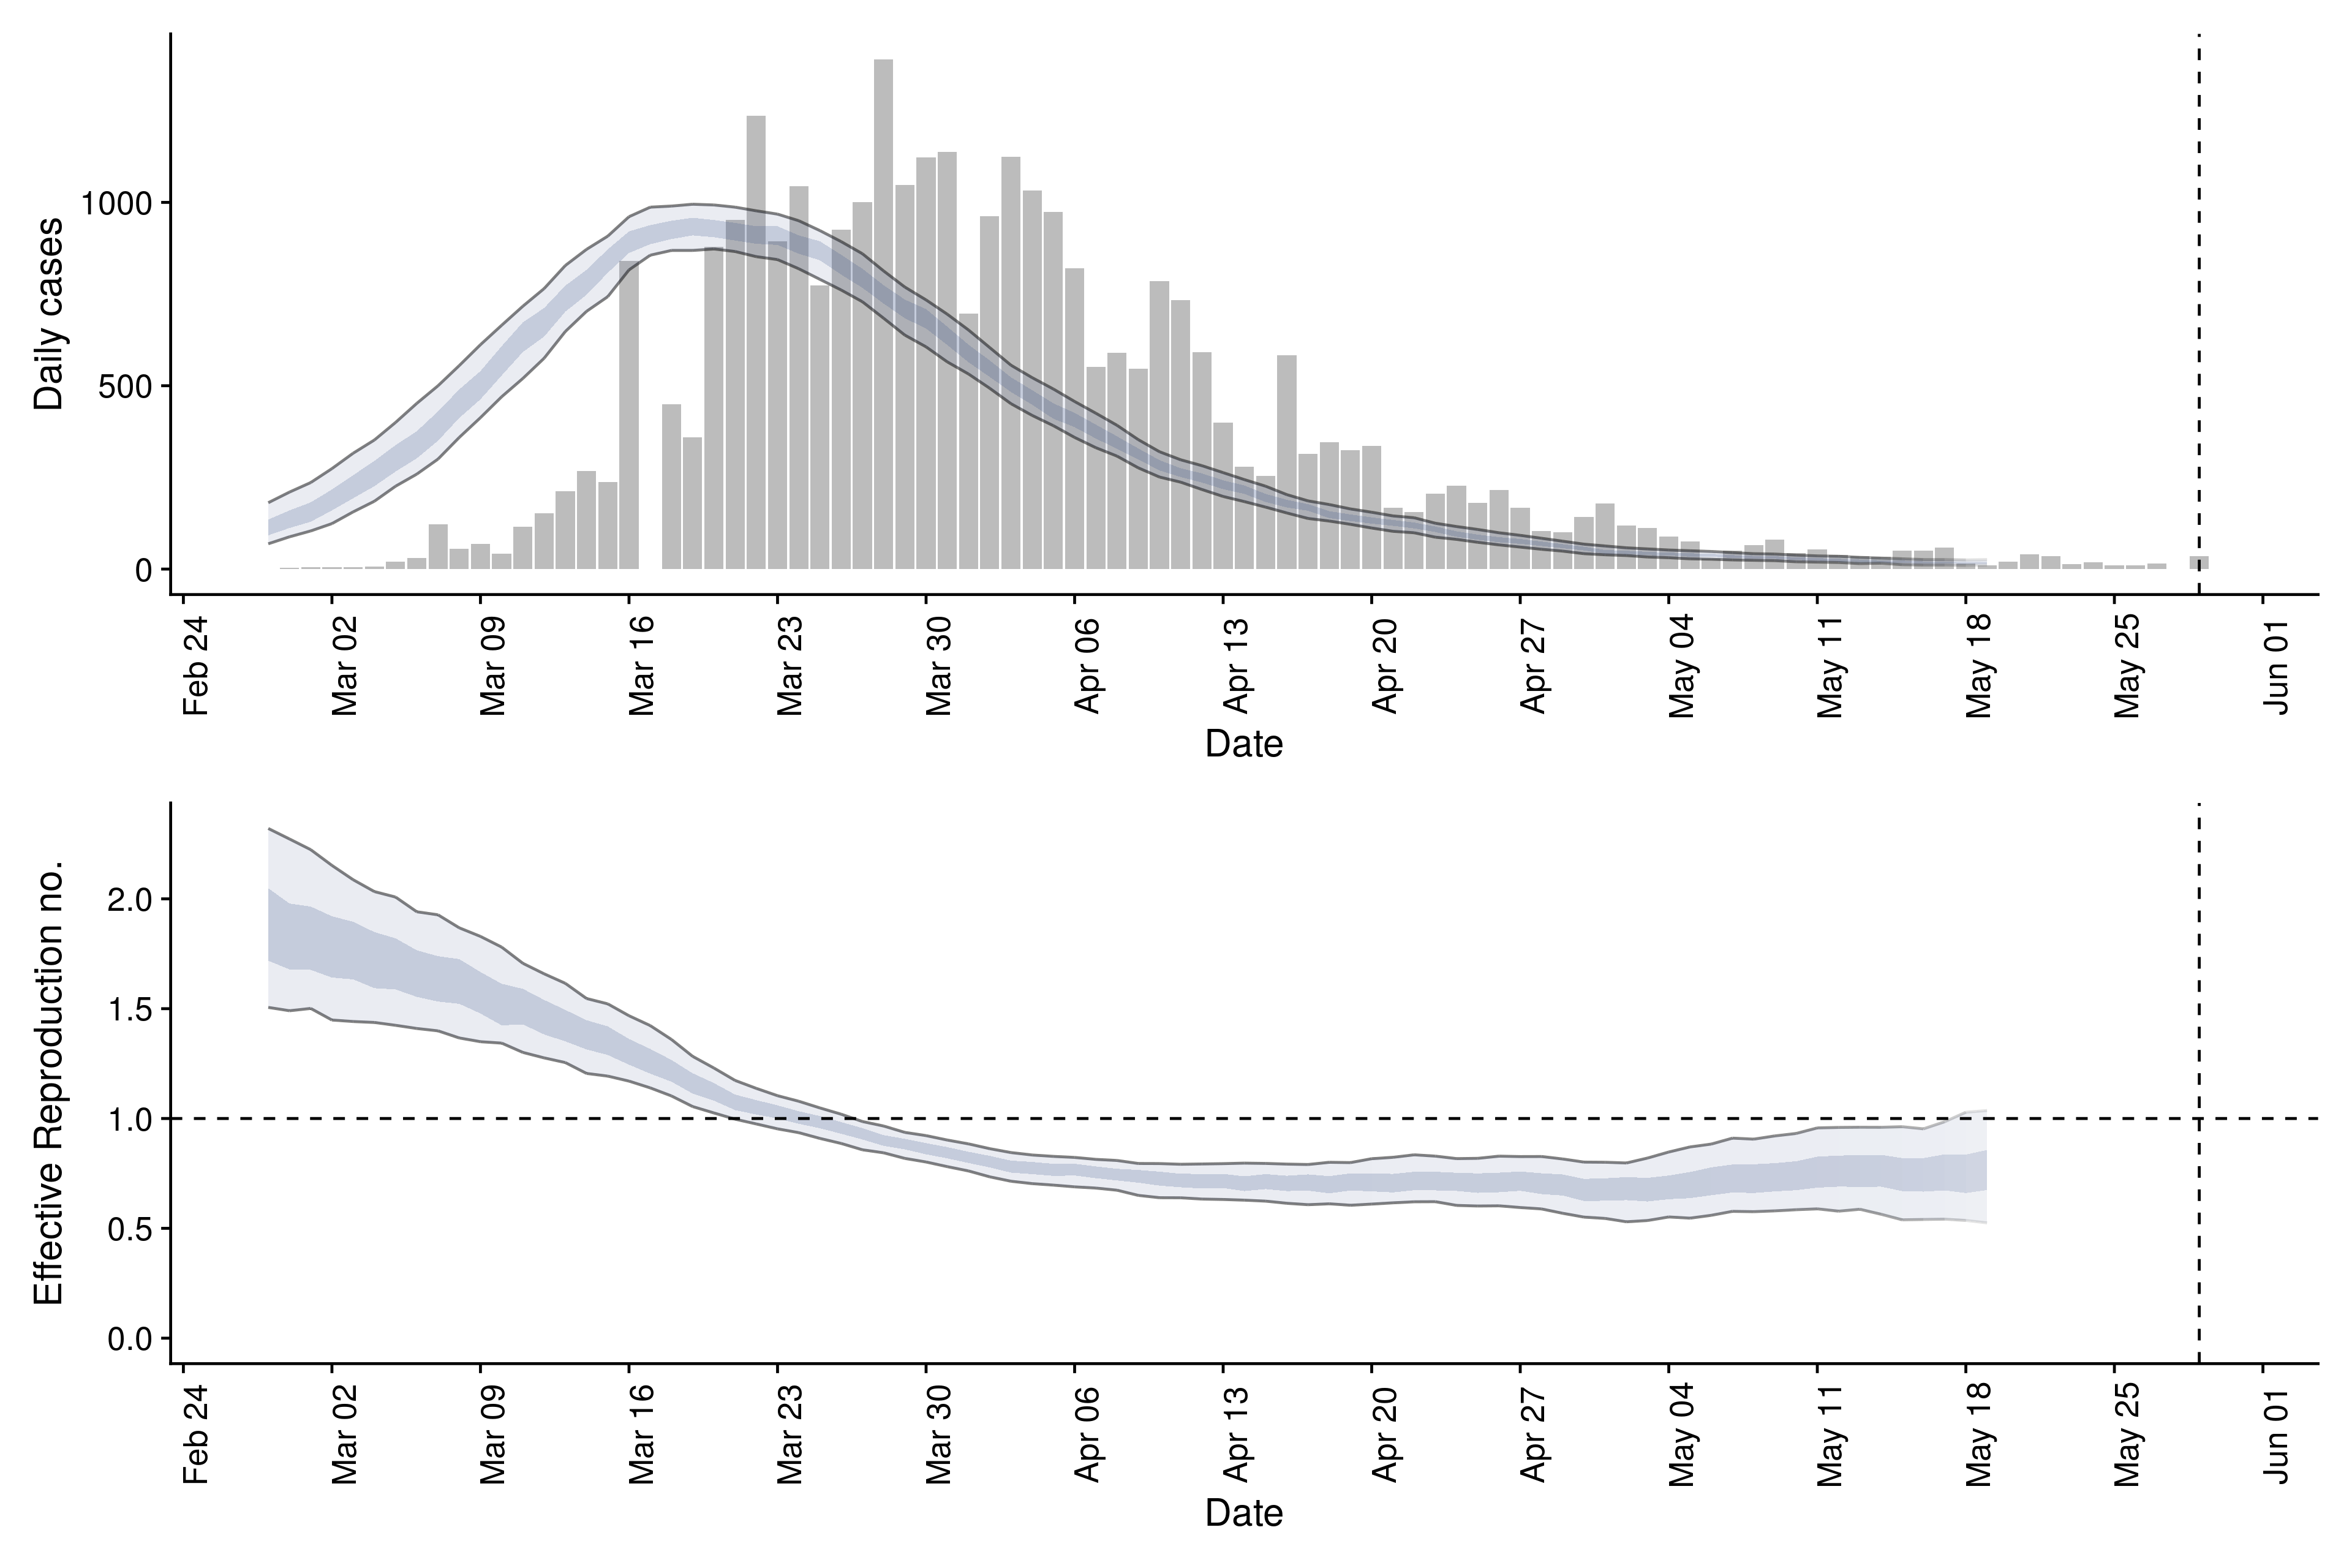 Daily cases
1000
500
0
Feb 24
Mar 02
Mar 09
Mar 16
Mar 23
Mar 30
Apr 06
Apr 13
Apr 20
Apr 27
May 04
May 11
May 18
May 25
Jun 01
Date
Effective Reproduction no.
2.0
1.5
1.0
0.5
0.0
Feb 24
Mar 02
Mar 09
Mar 16
Mar 23
Mar 30
Apr 06
Apr 13
Apr 20
Apr 27
May 04
May 11
May 18
May 25
Jun 01
Date